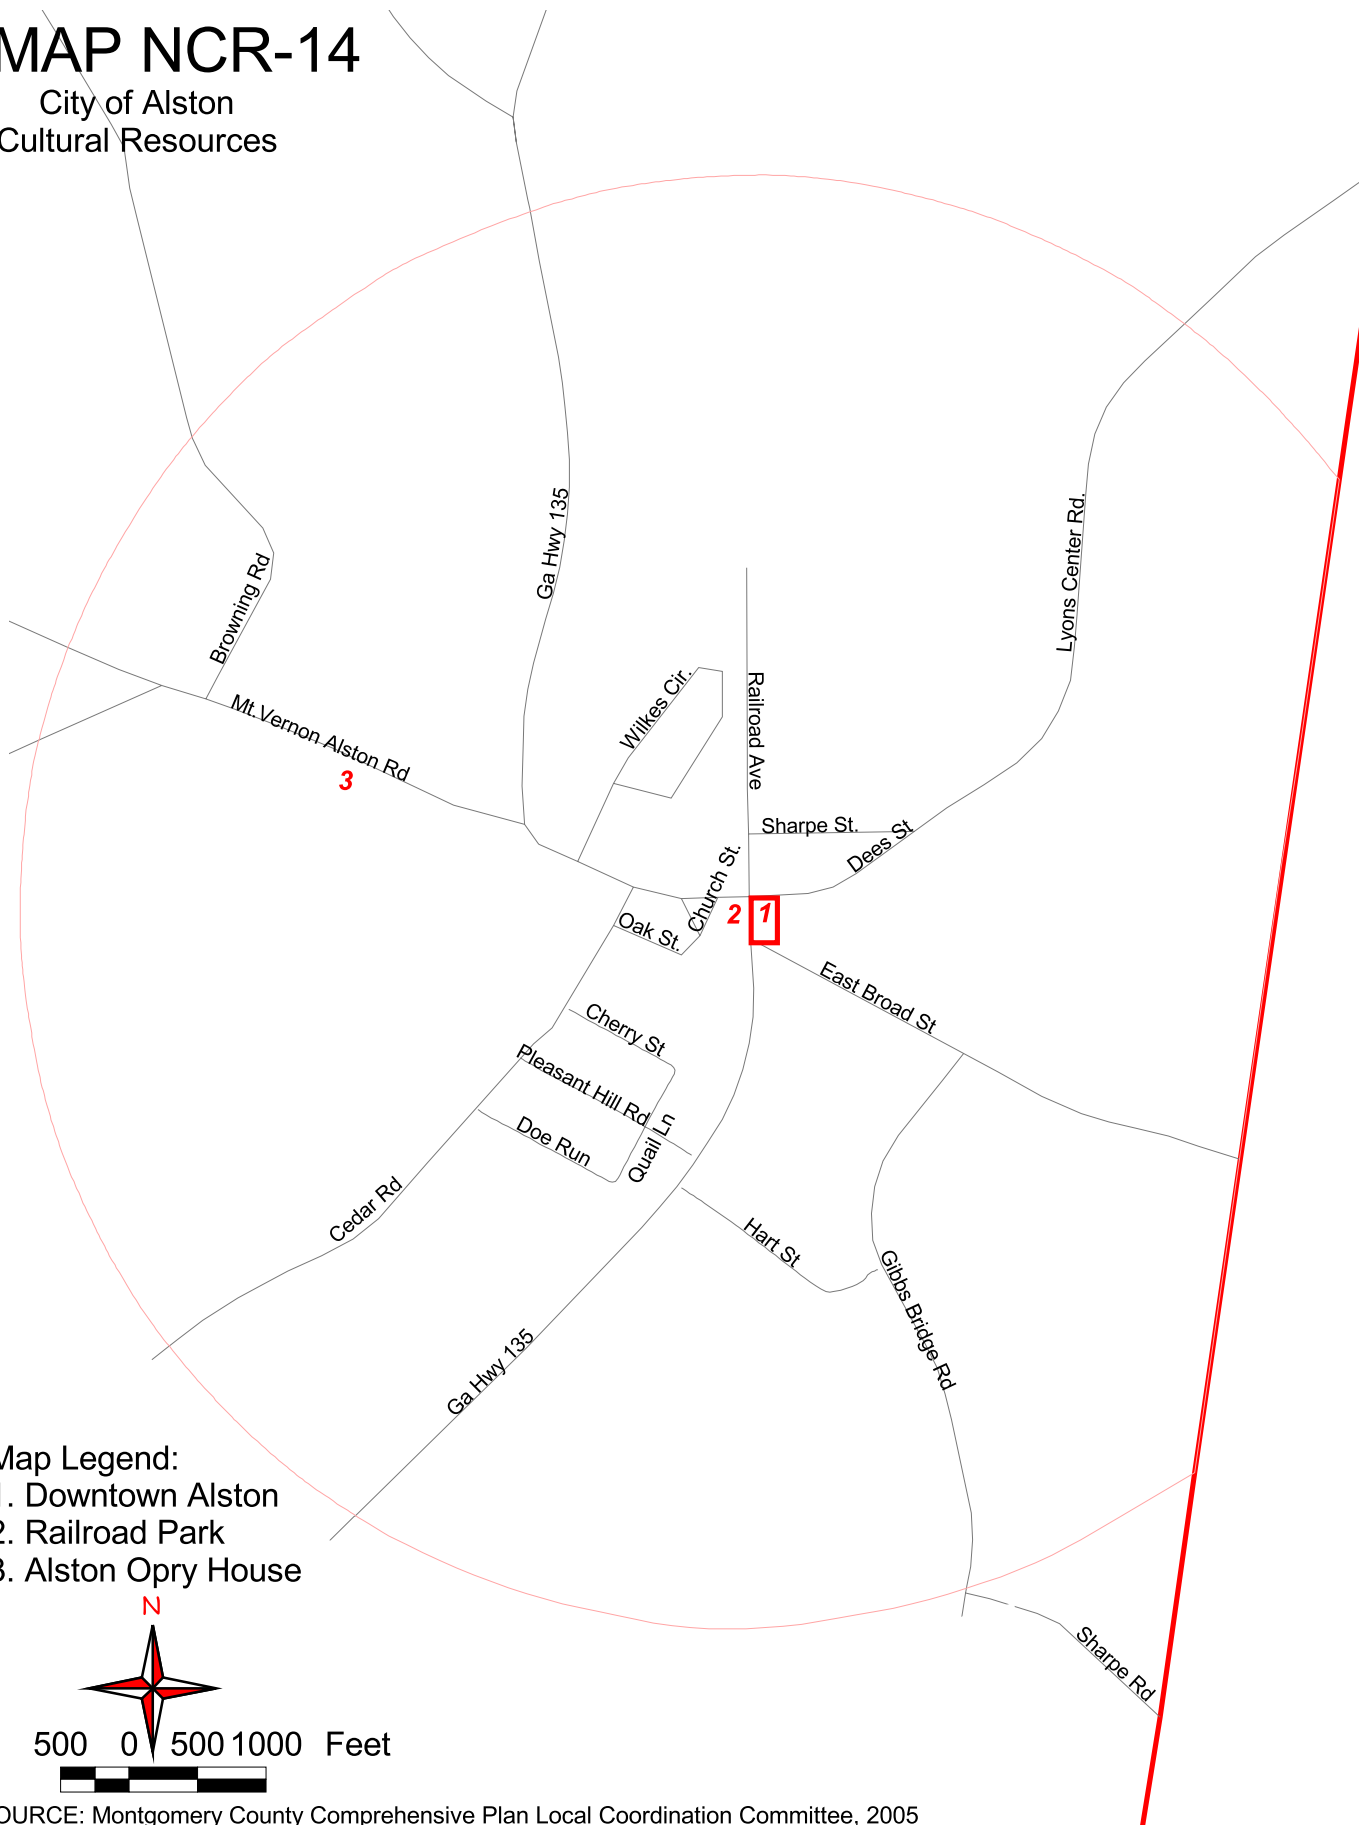 MAP NCR-14
City of Alston
Cultural Resources
Ga Hwy 135
Lyons Center Rd.
Browning Rd
Mt.Vernon Alston Rd
3
Wilkes Cir.
Railroad Ave
Sharpe St.
Dees St
Church St.
2
1
Oak St.
East Broad St
Cherry St
Pleasant Hill Rd
Doe Run
Quail Ln
Cedar Rd
Hart St
Gibbs Bridge Rd
Ga Hwy 135
Map Legend:
1. Downtown Alston
2. Railroad Park
3. Alston Opry House
N
Sharpe Rd
500 0 500 1000 Feet
OURCE: Montgomery County Comprehensive Plan Local Coordination Committee, 2005